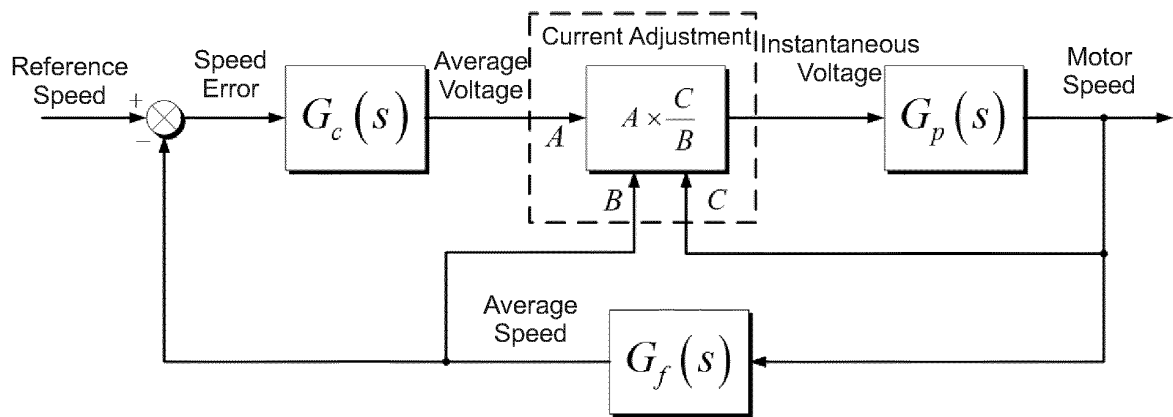 Reference
Speed
+
−
Speed
Error
G_c(s)
Average
Voltage
Current Adjustment
A × C/B
A
B
C
Instantaneous
Voltage
G_p(s)
Motor
Speed
Average
Speed
G_f(s)